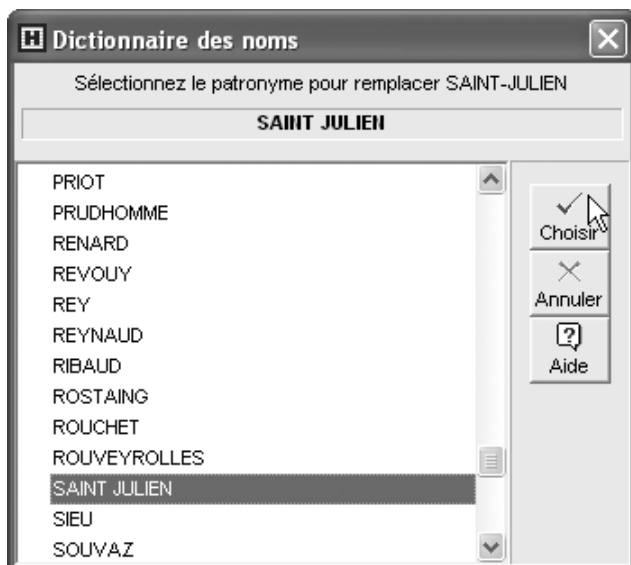 Dictionnaire des noms
Sélectionnez le patronyme pour remplacer SAINT-JULIEN
SAINT JULIEN
PRIOT
PRUDHOMME
RENARD
REVOUY
REY
REYNAUD
RIBAUD
ROSTAING
ROUCHET
ROUVEYROLLES
SAINT JULIEN
SIEU
SOUVAZ
Choisir
Annuler
Aide